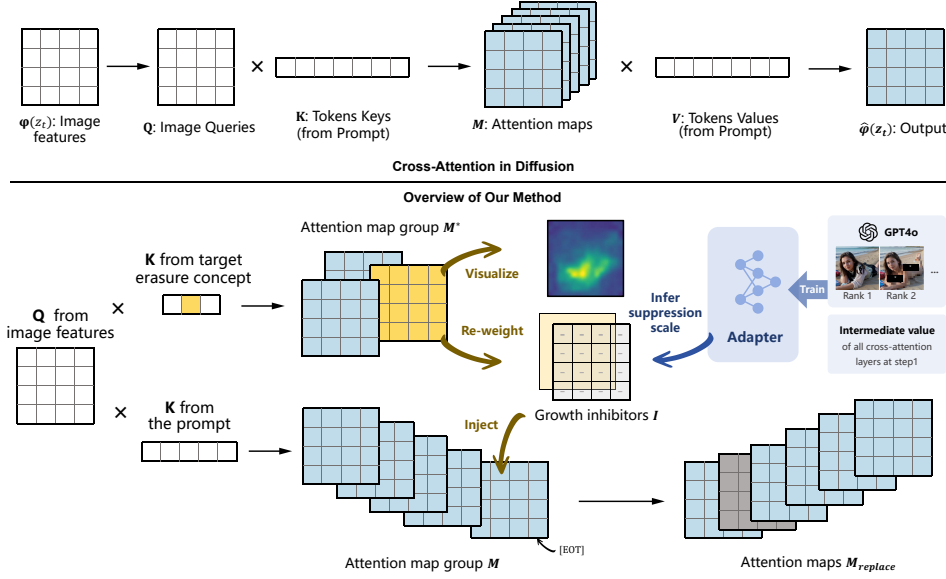 φ(z_t): Image
features
Q: Image Queries
K: Tokens Keys
(from Prompt)
M: Attention maps
V: Tokens Values
(from Prompt)
φ̂(z_t): Output
Cross-Attention in Diffusion
Overview of Our Method
Attention map group M*
K from target
erasure concept
Visualize
Re-weight
Infer
suppression
scale
Adapter
Train
GPT4o
Rank 1
Rank 2
...
Intermediate value
of all cross-attention
layers at step1
Q from
image features
K from
the prompt
Inject
Growth inhibitors I
[EOT]
Attention map group M
Attention maps M_replace